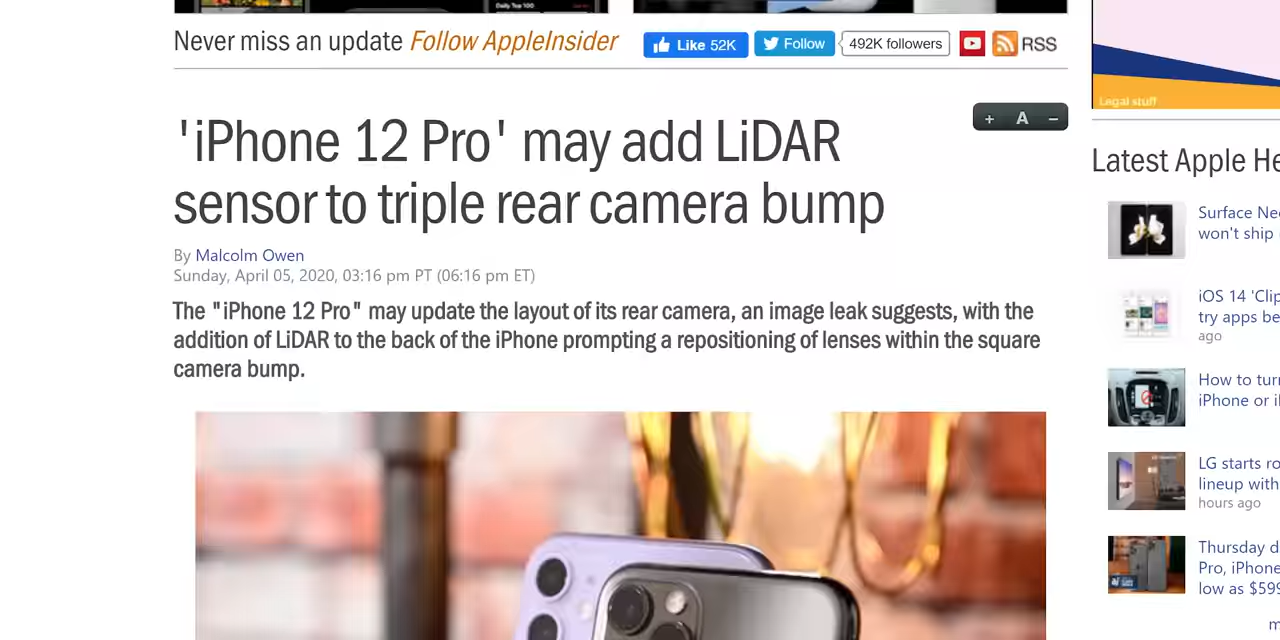 Daily Top 100
Never miss an update Follow AppleInsider
Like 52K
Follow
492K followers
RSS
Legal stuff
+ A −
'iPhone 12 Pro' may add LiDAR
sensor to triple rear camera bump
By Malcolm Owen
Sunday, April 05, 2020, 03:16 pm PT (06:16 pm ET)
The "iPhone 12 Pro" may update the layout of its rear camera, an image leak suggests, with the
addition of LiDAR to the back of the iPhone prompting a repositioning of lenses within the square
camera bump.
Latest Apple He
Surface Ne
won't ship
iOS 14 'Clip
try apps be
ago
How to tur
iPhone or i
LG starts ro
lineup with
hours ago
Thursday d
Pro, iPhone
low as $599
m